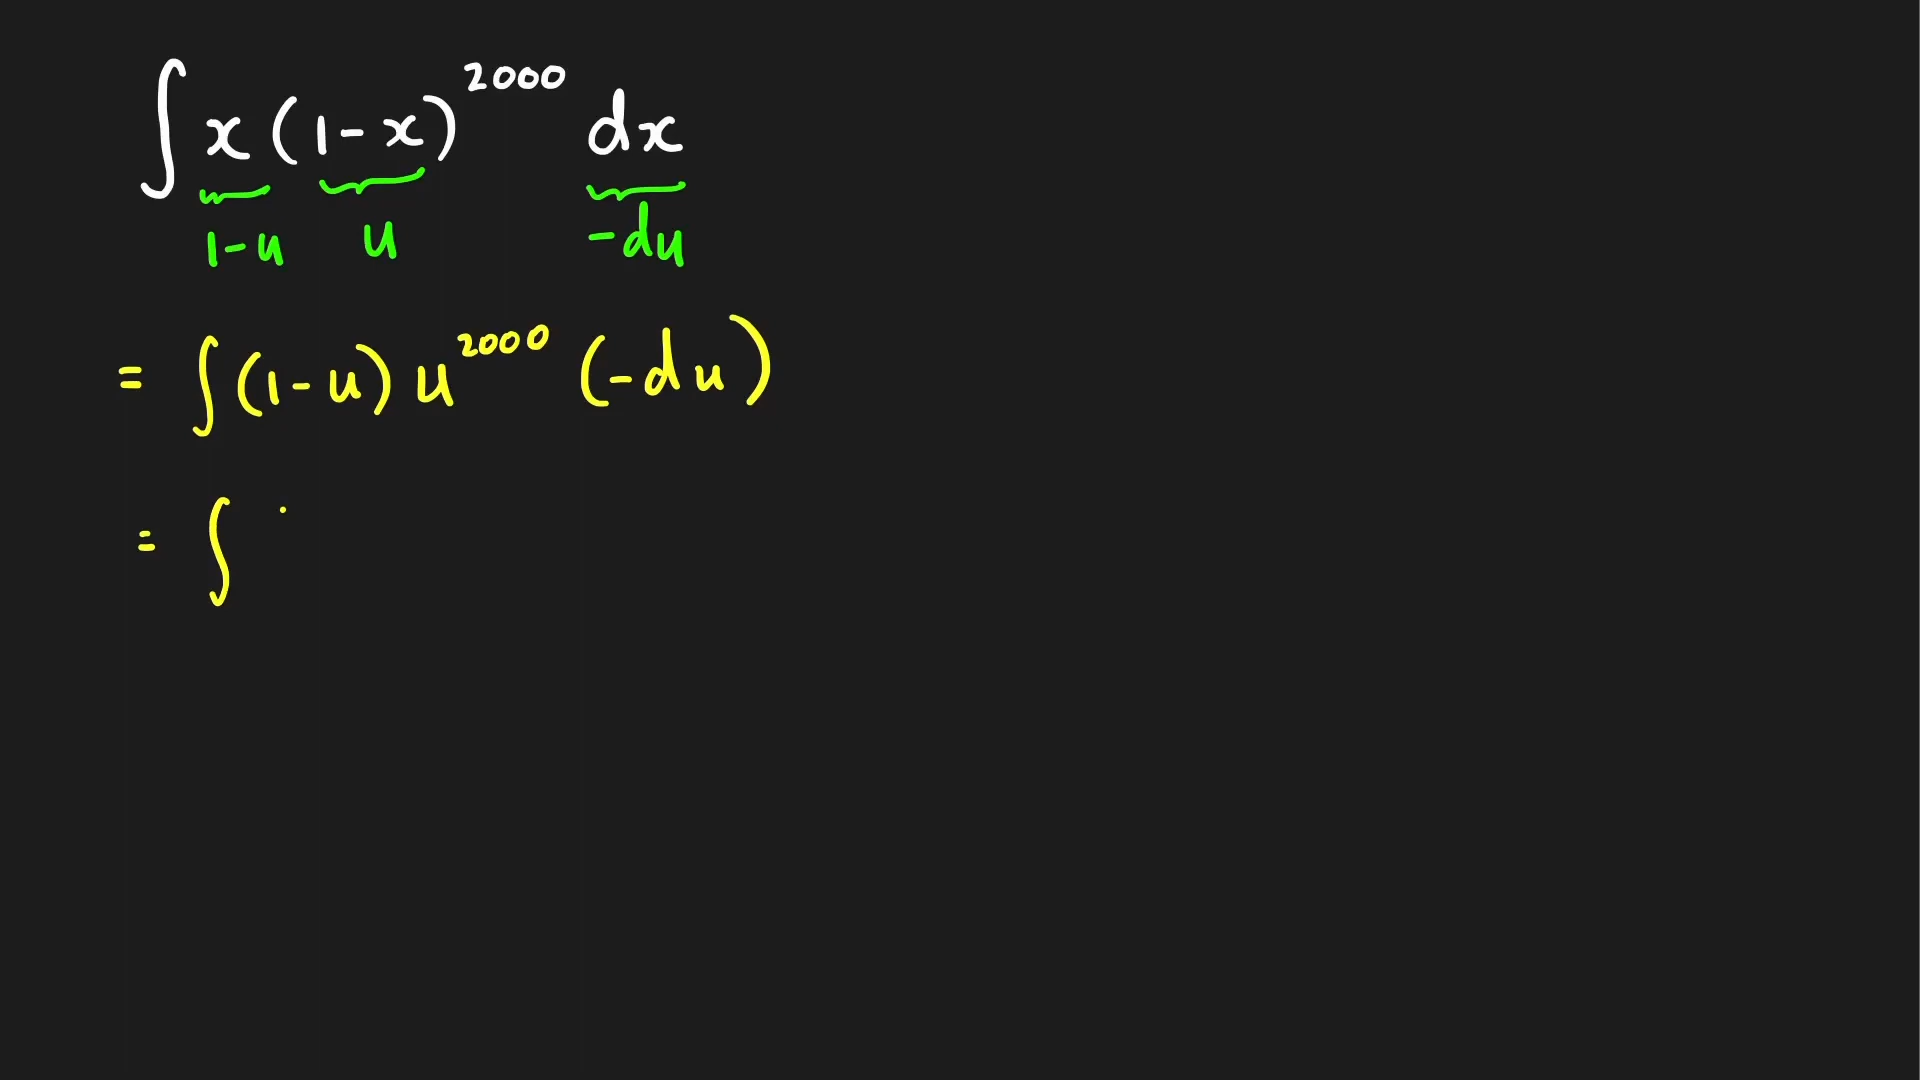 ∫ x (1-x)^2000 dx
1-u u -du
= ∫ (1-u) u^2000 (-du)
= ∫